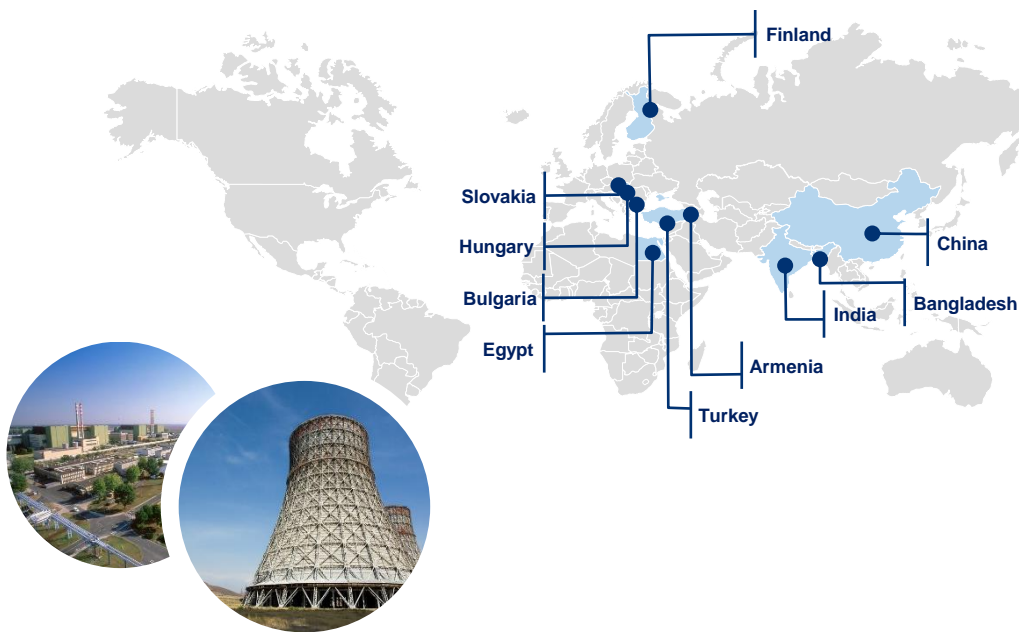 Finland
Slovakia
Hungary
China
Bulgaria
Bangladesh
India
Egypt
Armenia
Turkey